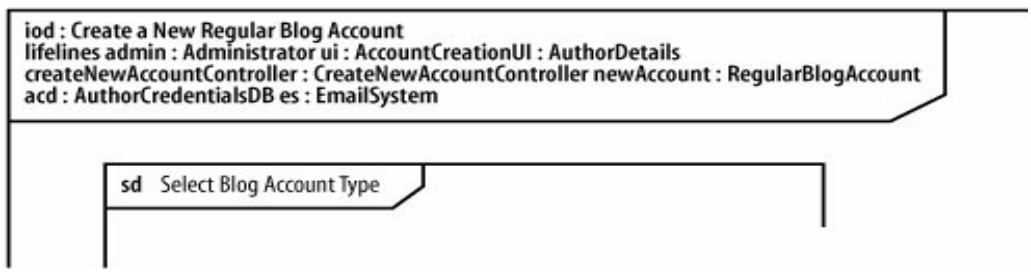 iod : Create a New Regular Blog Account
lifelines admin : Administrator ui : AccountCreationUI : AuthorDetails
createNewAccountController : CreateNewAccountController newAccount : RegularBlogAccount
acd : AuthorCredentialsDB es : EmailSystem
sd Select Blog Account Type